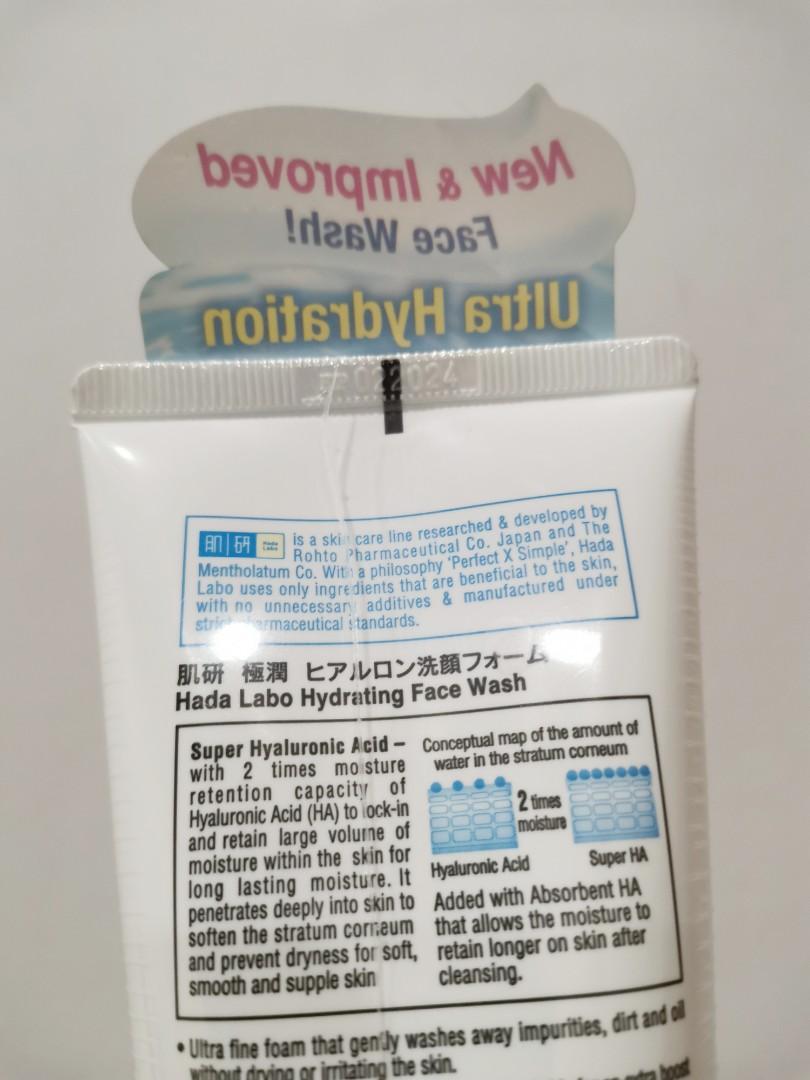 New & Improved
Face Wash!
Ultra Hydration
022024
肌研 Hada Labo is a skin care line researched & developed by
Rohto Pharmaceutical Co. Japan and The
Mentholatum Co. With a philosophy 'Perfect X Simple', Hada
Labo uses only ingredients that are beneficial to the skin,
with no unnecessary additives & manufactured under
strict pharmaceutical standards.
肌研 極潤 ヒアルロン洗顔フォーム
Hada Labo Hydrating Face Wash
Super Hyaluronic Acid –
with 2 times moisture
retention capacity of
Hyaluronic Acid (HA) to lock-in
and retain large volume of
moisture within the skin for
long lasting moisture. It
penetrates deeply into skin to
soften the stratum corneum
and prevent dryness for soft,
smooth and supple skin
Conceptual map of the amount of
water in the stratum corneum
2 times
moisture
Hyaluronic Acid
Super HA
Added with Absorbent HA
that allows the moisture to
retain longer on skin after
cleansing.
• Ultra fine foam that gently washes away impurities, dirt and oil
without drying or irritating the skin.
extra boost